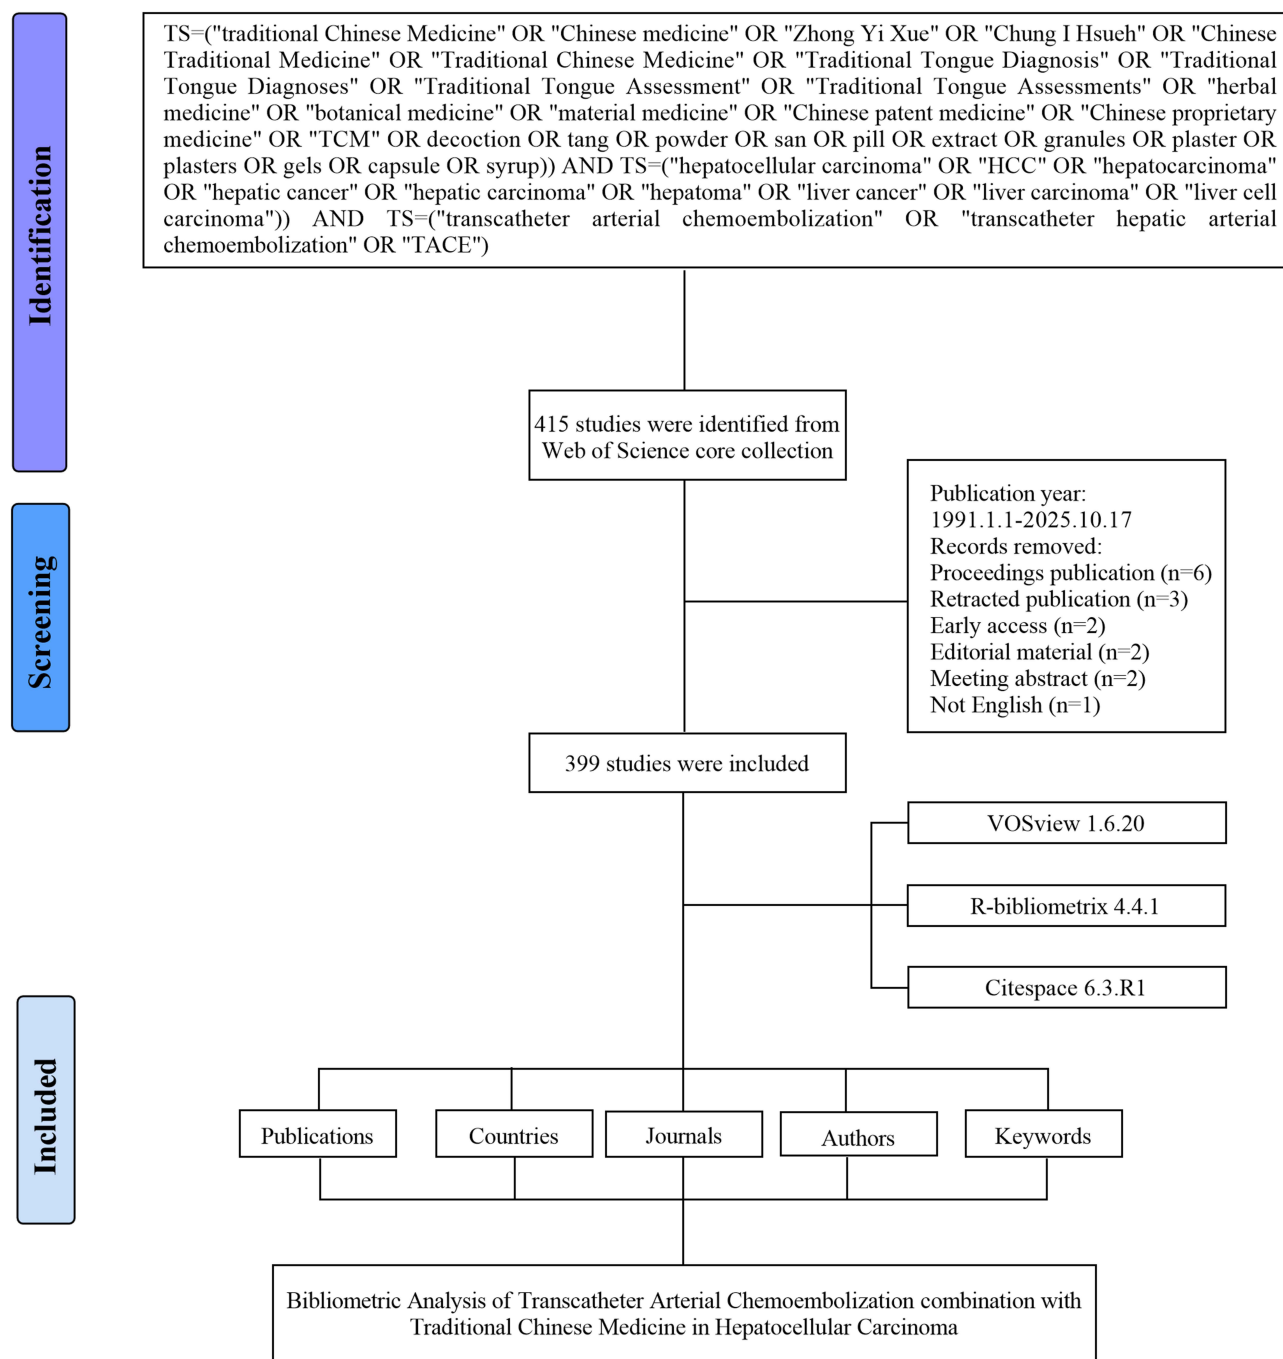 Identification
TS=("traditional Chinese Medicine" OR "Chinese medicine" OR "Zhong Yi Xue" OR "Chung I Hsueh" OR "Chinese
Traditional Medicine" OR "Traditional Chinese Medicine" OR "Traditional Tongue Diagnosis" OR "Traditional
Tongue Diagnoses" OR "Traditional Tongue Assessment" OR "Traditional Tongue Assessments" OR "herbal
medicine" OR "botanical medicine" OR "material medicine" OR "Chinese patent medicine" OR "Chinese proprietary
medicine" OR "TCM" OR decoction OR tang OR powder OR san OR pill OR extract OR granules OR plaster OR
plasters OR gels OR capsule OR syrup)) AND TS=("hepatocellular carcinoma" OR "HCC" OR "hepatocarcinoma"
OR "hepatic cancer" OR "hepatic carcinoma" OR "hepatoma" OR "liver cancer" OR "liver carcinoma" OR "liver cell
carcinoma")) AND TS=("transcatheter arterial chemoembolization" OR "transcatheter hepatic arterial
chemoembolization" OR "TACE")
415 studies were identified from
Web of Science core collection
Screening
Publication year:
1991.1.1-2025.10.17
Records removed:
Proceedings publication (n=6)
Retracted publication (n=3)
Early access (n=2)
Editorial material (n=2)
Meeting abstract (n=2)
Not English (n=1)
399 studies were included
VOSview 1.6.20
R-bibliometrix 4.4.1
Citespace 6.3.R1
Included
Publications
Countries
Journals
Authors
Keywords
Bibliometric Analysis of Transcatheter Arterial Chemoembolization combination with
Traditional Chinese Medicine in Hepatocellular Carcinoma